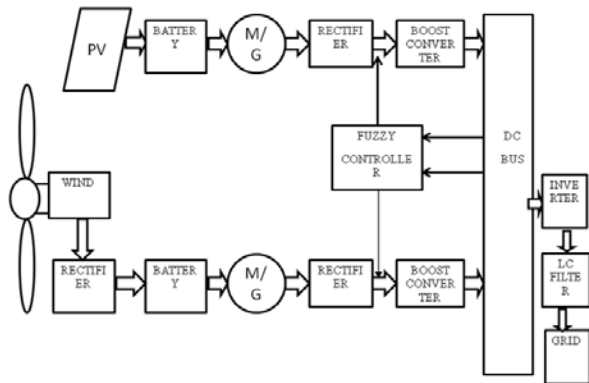 PV
BATTER
Y
M/
G
RECTIFI
ER
BOOST
CONVER
TER
FUZZY
CONTROLLE
R
DC
BUS
WIND
INVE
RTER
RECTIFI
ER
BATTER
Y
M/
G
RECTIFI
ER
BOOST
CONVER
TER
LC
FILTE
R
GRID